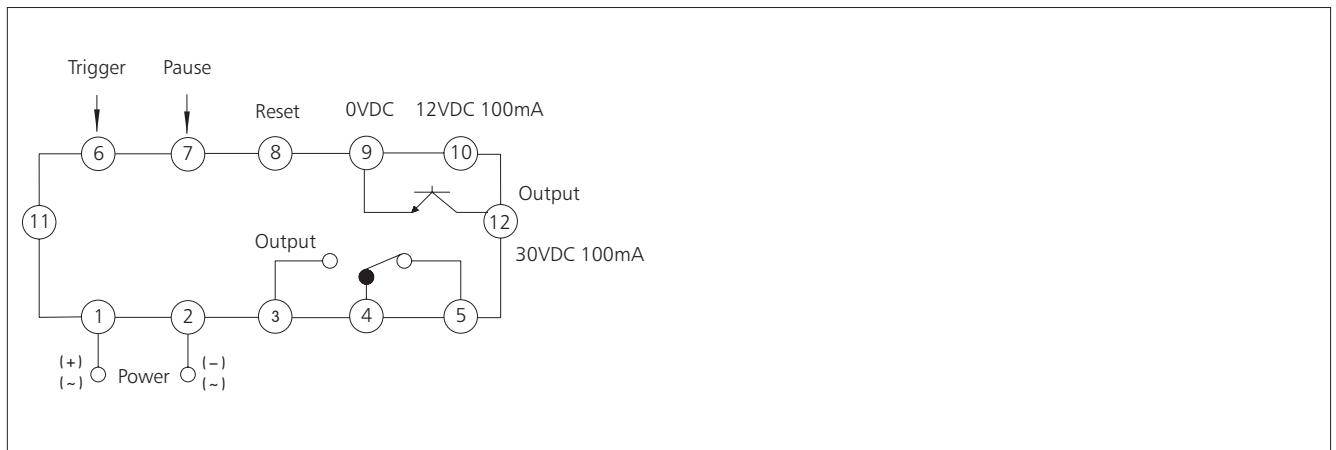 Trigger Pause
Reset 0VDC 12VDC 100mA
6 7 8 9 10
Output
11 12
Output
30VDC 100mA
1 2 3 4 5
(+) (−)
(~) Power (~)